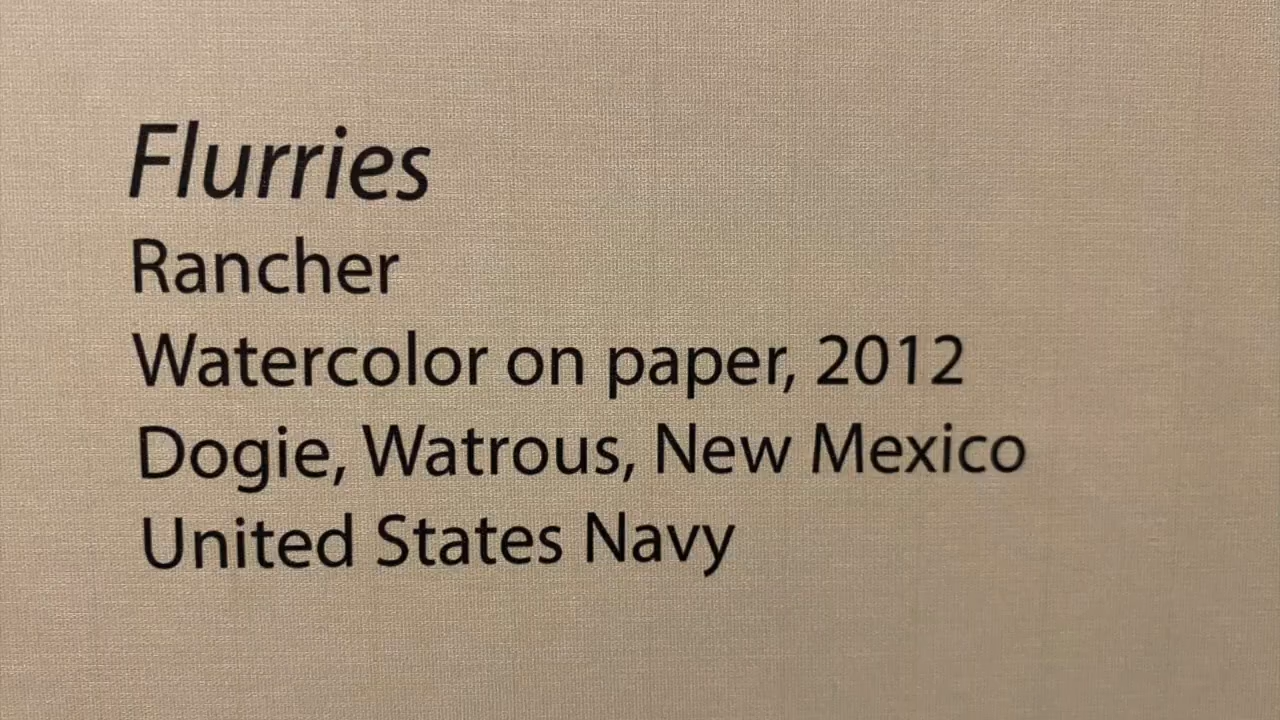 Flurries
Rancher
Watercolor on paper, 2012
Dogie, Watrous, New Mexico
United States Navy